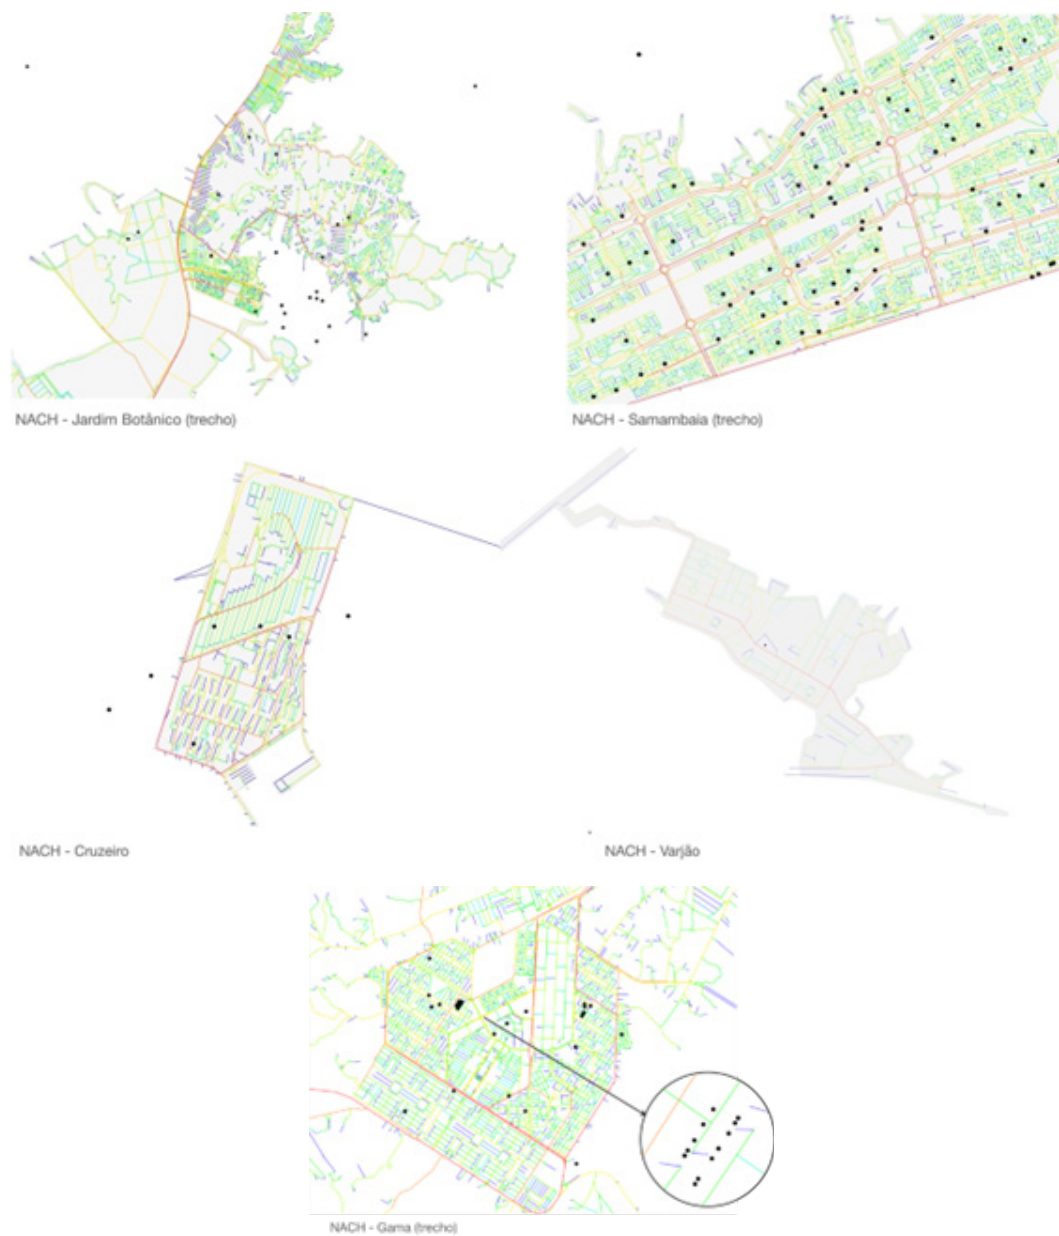 NACH - Jardim Botânico (trecho)
NACH - Samambaia (trecho)
NACH - Cruzeiro
NACH - Varjão
NACH - Gama (trecho)